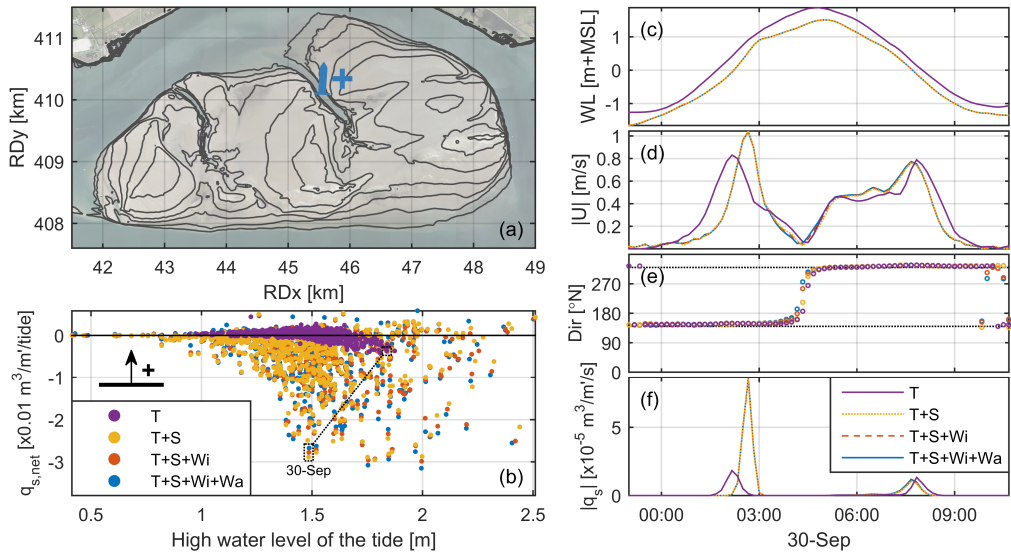 411
410
409
408
RDy [km]
(a)
42
43
44
45
46
47
48
49
RDx [km]
0
-1
-2
-3
q_s,net [x0.01 m³/m'/tide]
+
30-Sep
T
T+S
T+S+Wi
T+S+Wi+Wa
(b)
0.5
1
1.5
2
2.5
High water level of the tide [m]
(c)
1
0
-1
WL [m+MSL]
(d)
1
0.8
0.6
0.4
0.2
|U| [m/s]
(e)
270
180
90
0
Dir [°N]
(f)
5
0
|q_s| [x10⁻⁵ m³/m'/s]
T
T+S
T+S+Wi
T+S+Wi+Wa
00:00
03:00
06:00
09:00
30-Sep